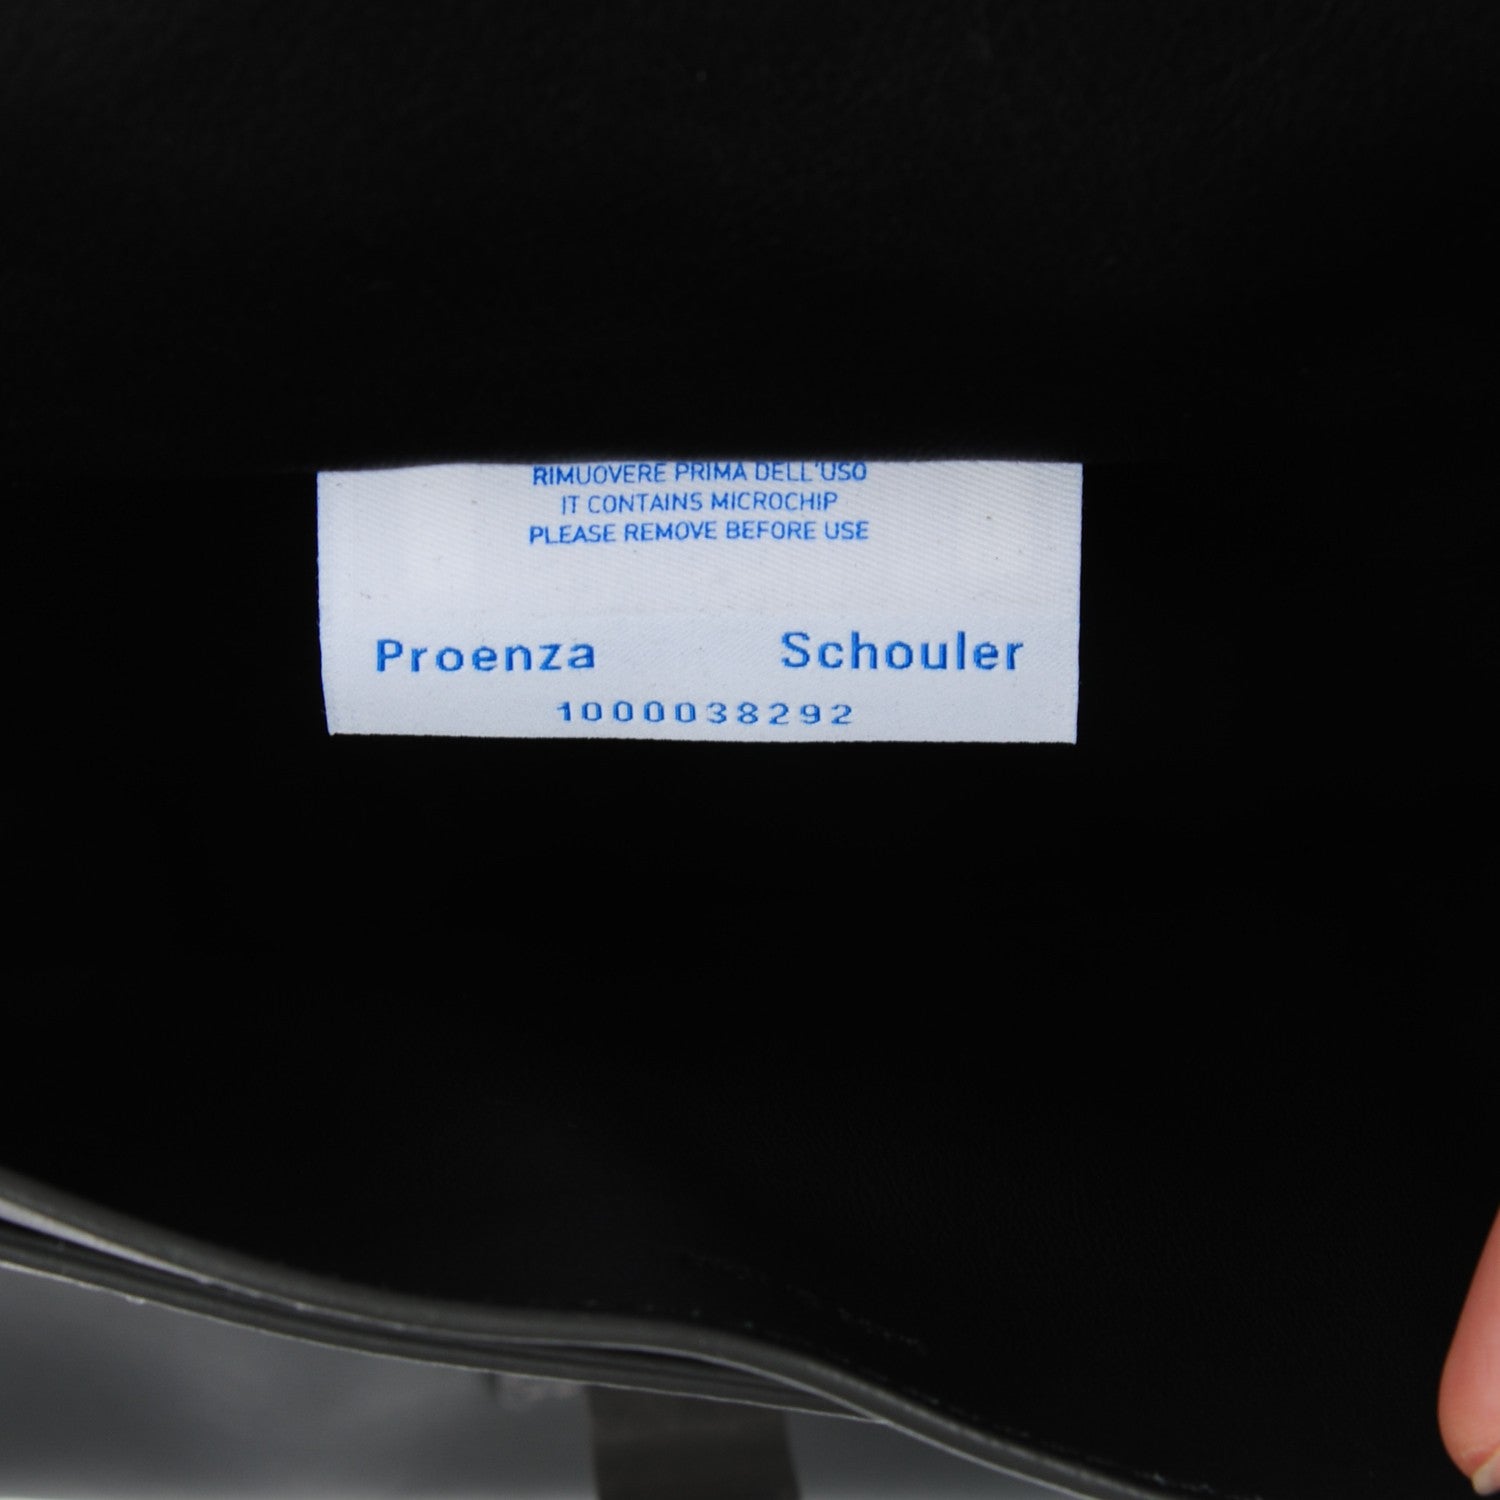 RIMUOVERE PRIMA DELL'USO
IT CONTAINS MICROCHIP
PLEASE REMOVE BEFORE USE
Proenza Schouler
1000038292